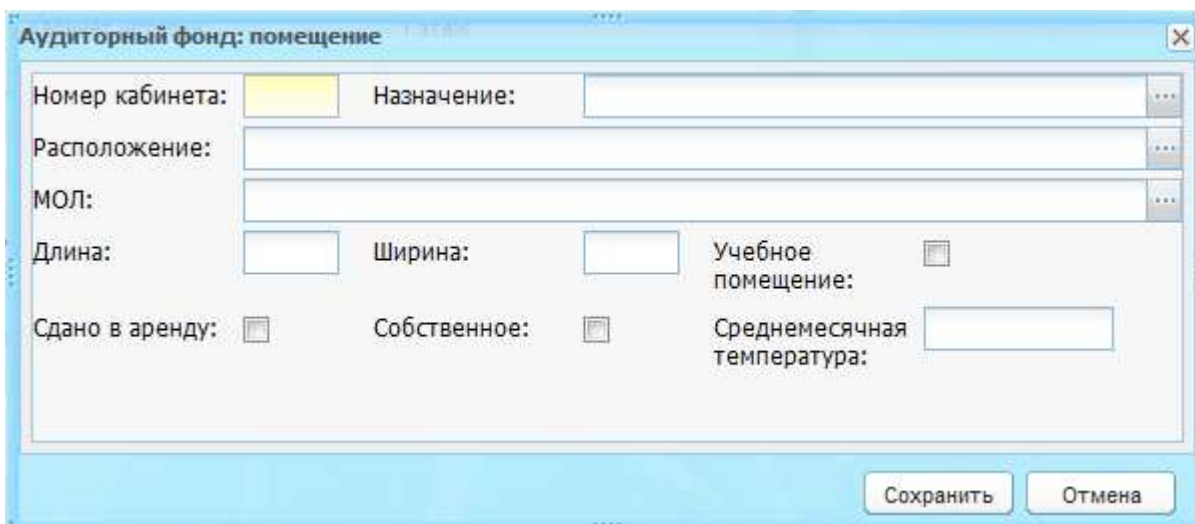 Аудиторный фонд: помещение
Номер кабинета: Назначение:
Расположение:
МОЛ:
Длина: Ширина: Учебное помещение:
Сдано в аренду: Собственное: Среднемесячная температура:
Сохранить Отмена